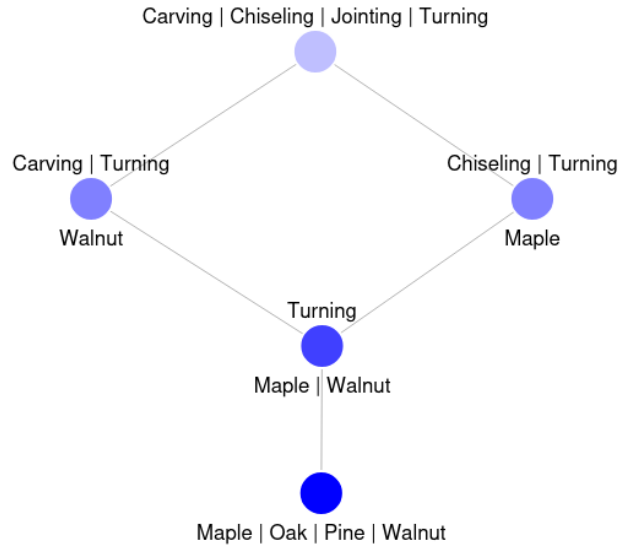 Carving | Chiseling | Jointing | Turning
Carving | Turning
Chiseling | Turning
Walnut
Maple
Turning
Maple | Walnut
Maple | Oak | Pine | Walnut